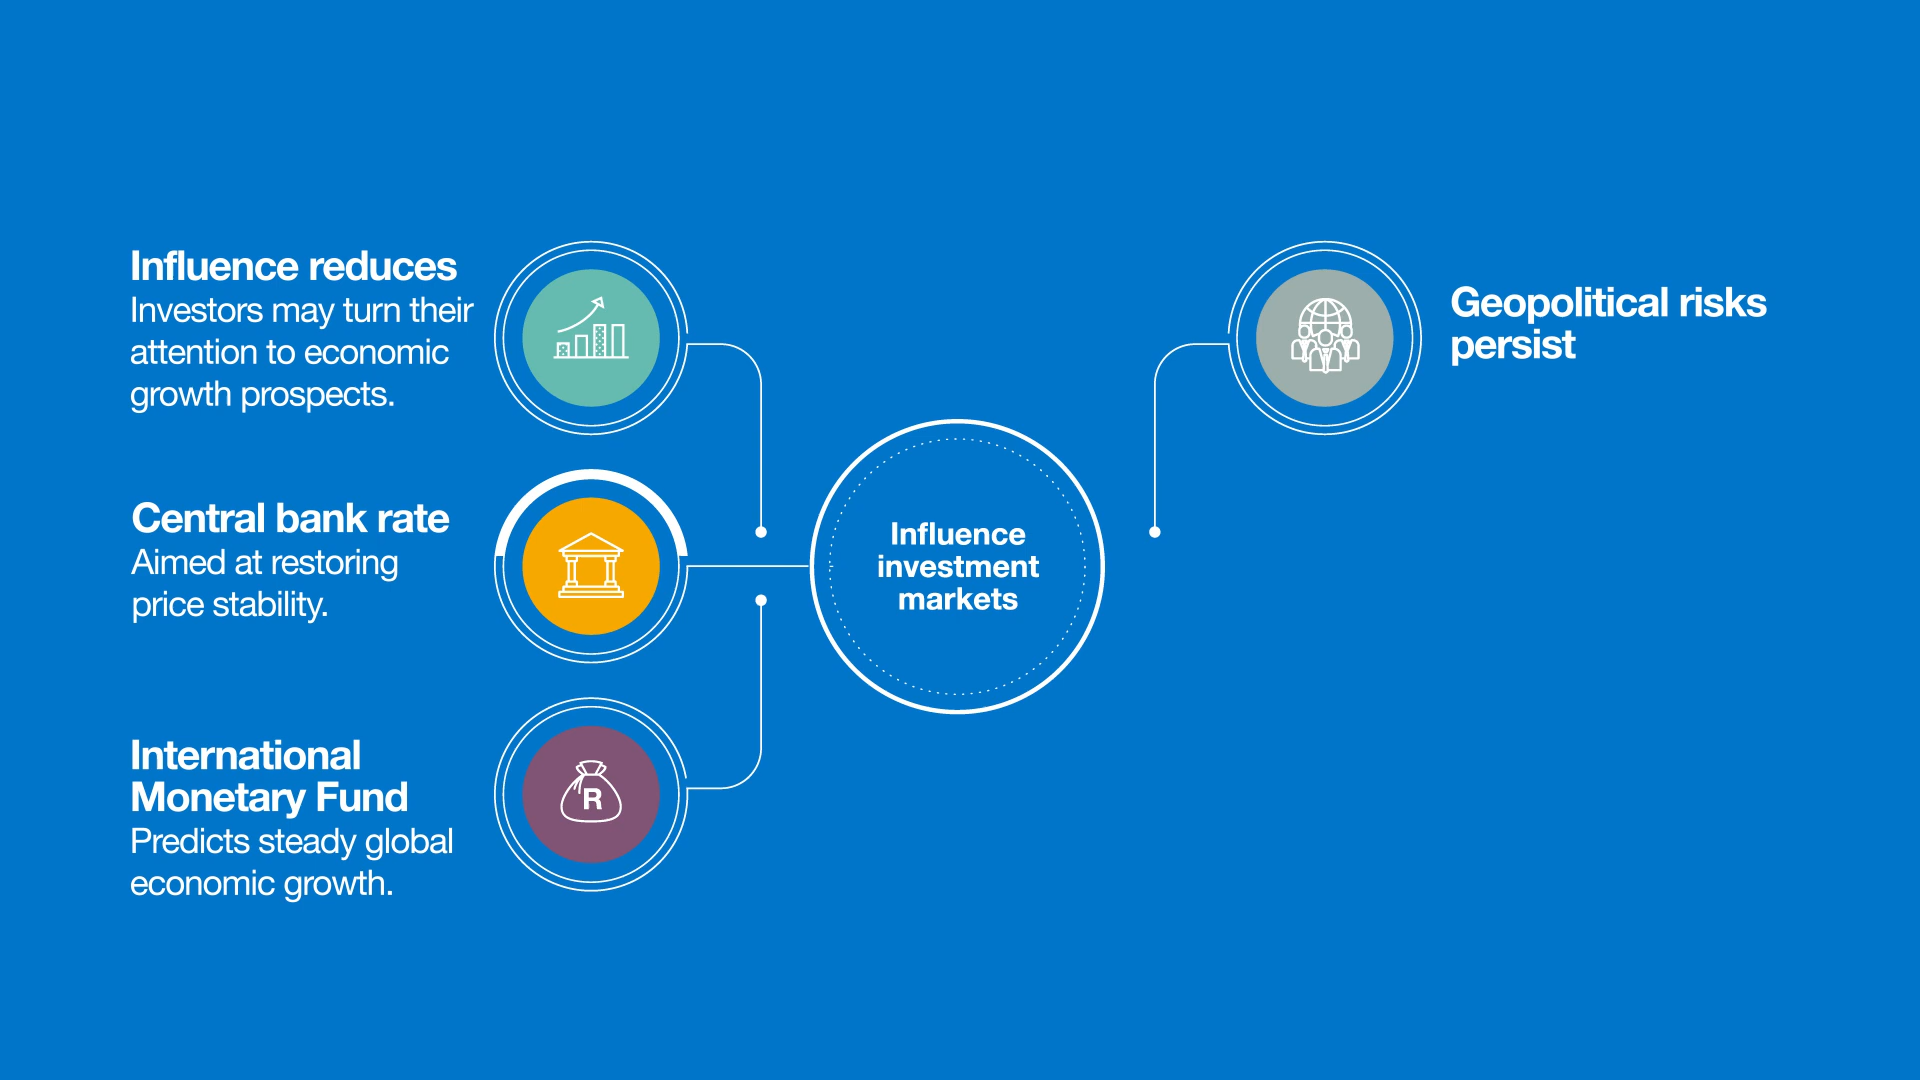 Influence reduces
Investors may turn their
attention to economic
growth prospects.
Central bank rate
Aimed at restoring
price stability.
International
Monetary Fund
Predicts steady global
economic growth.
R
Influence
investment
markets
Geopolitical risks
persist